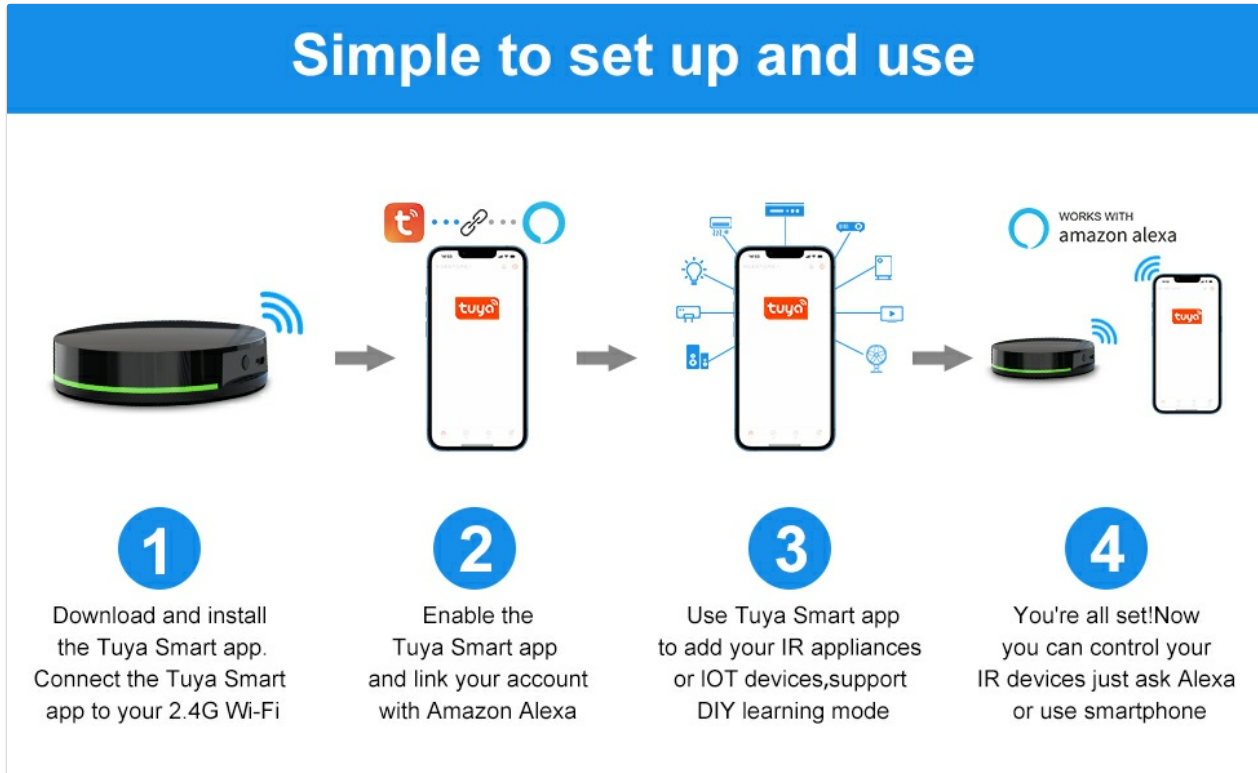 Simple to set up and use
WORKS WITH
amazon alexa
tuya
tuya
tuya
1
Download and install
the Tuya Smart app.
Connect the Tuya Smart
app to your 2.4G Wi-Fi
2
Enable the
Tuya Smart app
and link your account
with Amazon Alexa
3
Use Tuya Smart app
to add your IR appliances
or IOT devices,support
DIY learning mode
4
You're all set!Now
you can control your
IR devices just ask Alexa
or use smartphone